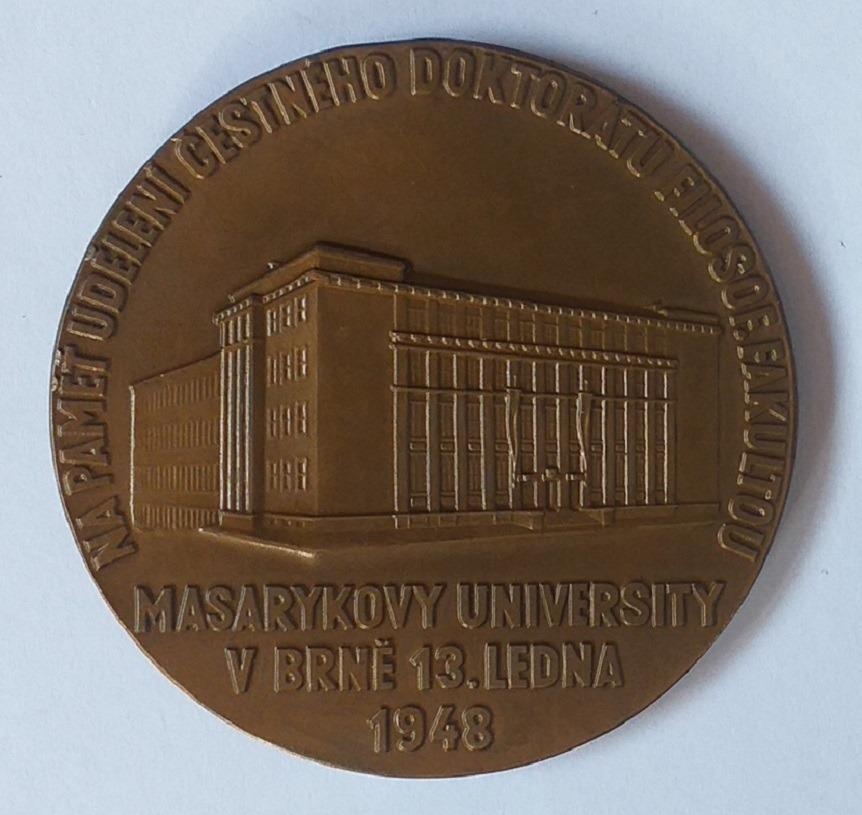 NA PAMĚŤ UDĚLENÍ ČESTNÉHO DOKTORÁTU FILOSOF. FAKULTOU
MASARYKOVY UNIVERSITY
V BRNĚ 13. LEDNA
1948